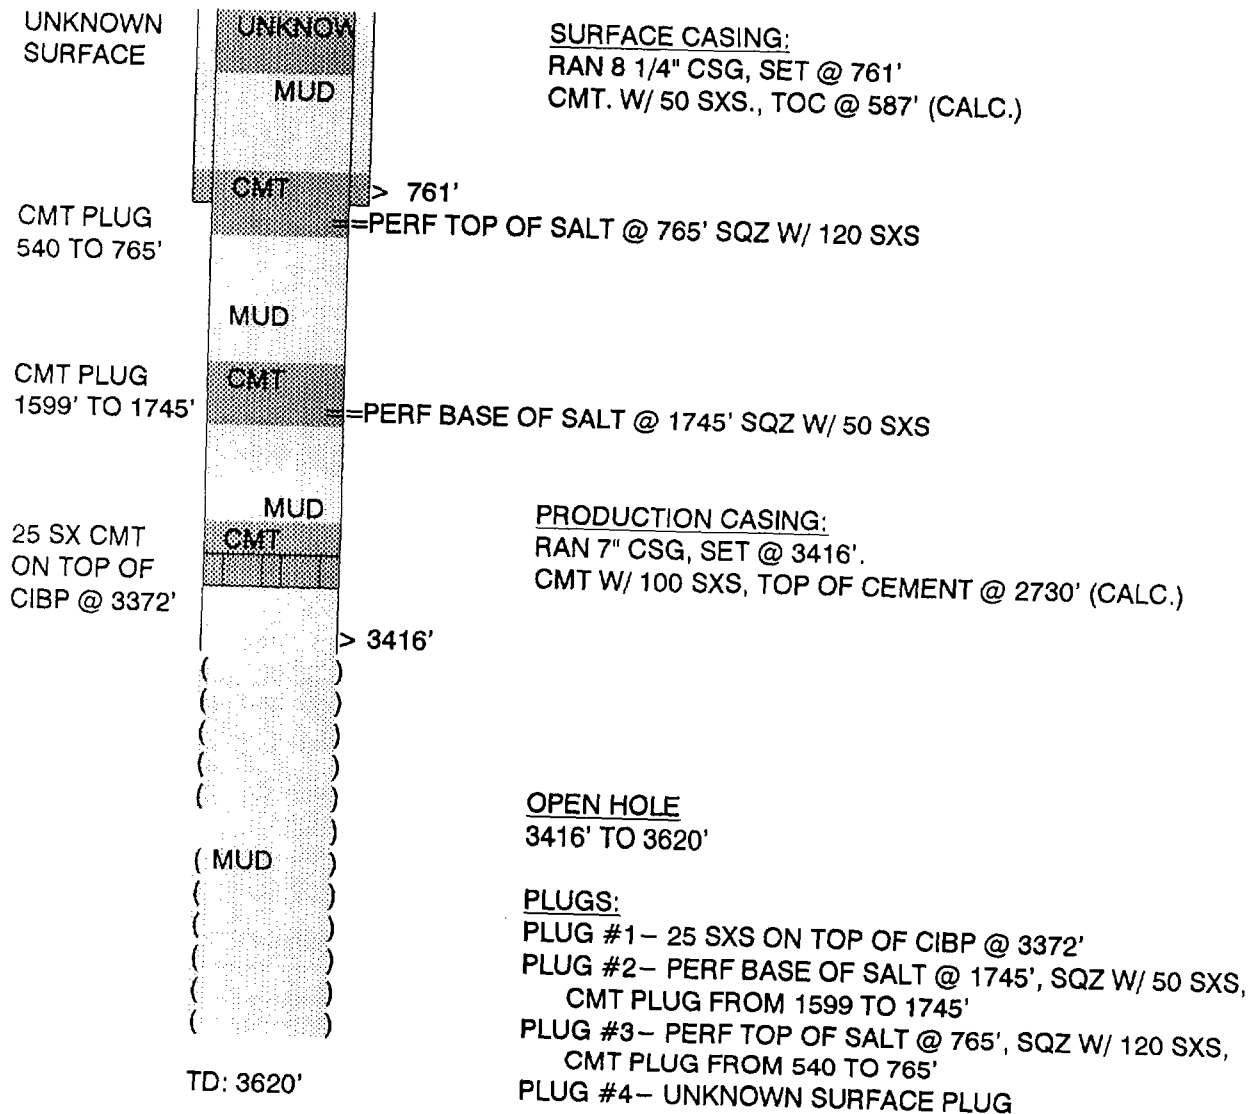 UNKNOWN
SURFACE
UNKNOW
MUD
SURFACE CASING:
RAN 8 1/4" CSG, SET @ 761'
CMT. W/ 50 SXS., TOC @ 587' (CALC.)
CMT
> 761'
CMT PLUG
540 TO 765'
==PERF TOP OF SALT @ 765' SQZ W/ 120 SXS
MUD
CMT PLUG
1599' TO 1745'
CMT
==PERF BASE OF SALT @ 1745' SQZ W/ 50 SXS
MUD
25 SX CMT
ON TOP OF
CIBP @ 3372'
CMT
PRODUCTION CASING:
RAN 7" CSG, SET @ 3416'.
CMT W/ 100 SXS, TOP OF CEMENT @ 2730' (CALC.)
> 3416'
OPEN HOLE
3416' TO 3620'
MUD
PLUGS:
PLUG #1– 25 SXS ON TOP OF CIBP @ 3372'
PLUG #2– PERF BASE OF SALT @ 1745', SQZ W/ 50 SXS,
CMT PLUG FROM 1599 TO 1745'
PLUG #3– PERF TOP OF SALT @ 765', SQZ W/ 120 SXS,
CMT PLUG FROM 540 TO 765'
PLUG #4– UNKNOWN SURFACE PLUG
TD: 3620'